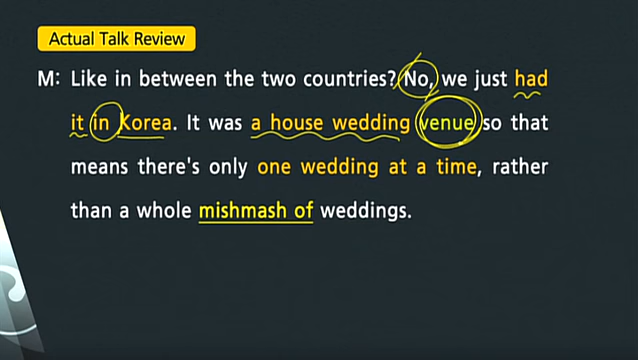 Actual Talk Review
M: Like in between the two countries? No, we just had
it in Korea. It was a house wedding venue so that
means there's only one wedding at a time, rather
than a whole mishmash of weddings.